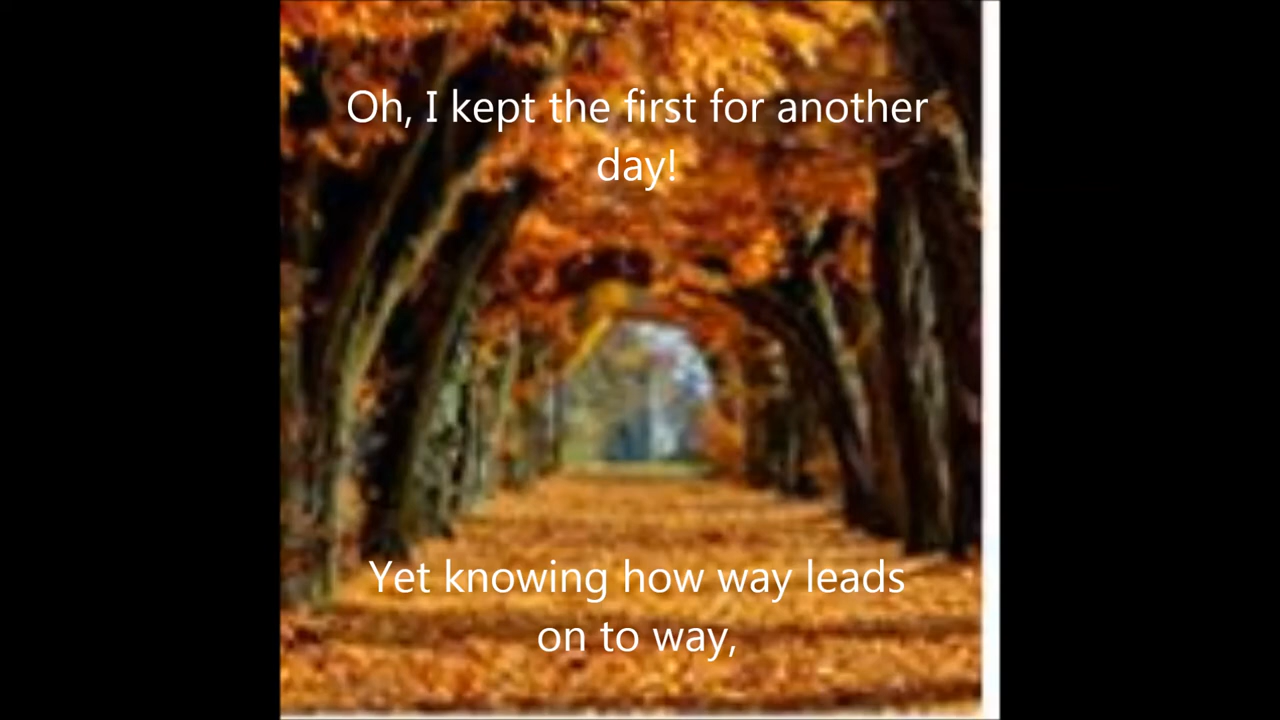 Oh, I kept the first for another
day!
Yet knowing how way leads
on to way,